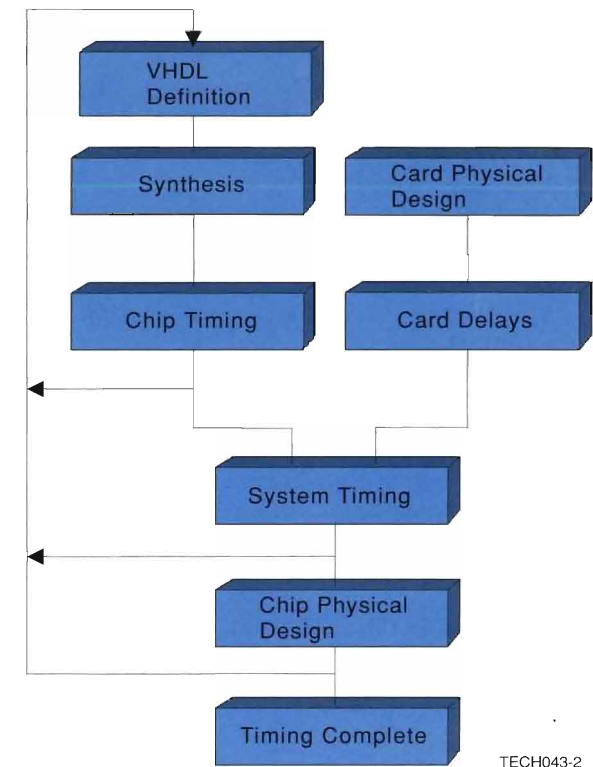 VHDL
Definition
Synthesis
Card Physical
Design
Chip Timing
Card Delays
System Timing
Chip Physical
Design
Timing Complete
TECH043-2